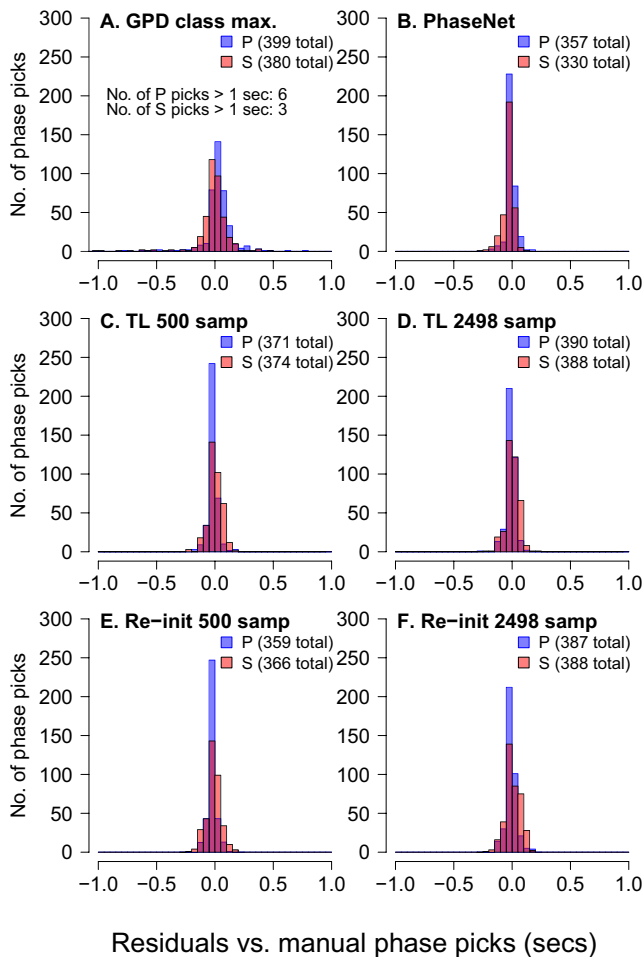 A. GPD class max.
P (399 total)
S (380 total)
No. of P picks > 1 sec: 6
No. of S picks > 1 sec: 3
No. of phase picks
300
250
200
150
100
50
0
−1.0 −0.5 0.0 0.5 1.0
B. PhaseNet
P (357 total)
S (330 total)
300
250
200
150
100
50
0
−1.0 −0.5 0.0 0.5 1.0
C. TL 500 samp
P (371 total)
S (374 total)
No. of phase picks
300
250
200
150
100
50
0
−1.0 −0.5 0.0 0.5 1.0
D. TL 2498 samp
P (390 total)
S (388 total)
300
250
200
150
100
50
0
−1.0 −0.5 0.0 0.5 1.0
E. Re−init 500 samp
P (359 total)
S (366 total)
No. of phase picks
300
250
200
150
100
50
0
−1.0 −0.5 0.0 0.5 1.0
F. Re−init 2498 samp
P (387 total)
S (388 total)
300
250
200
150
100
50
0
−1.0 −0.5 0.0 0.5 1.0
Residuals vs. manual phase picks (secs)